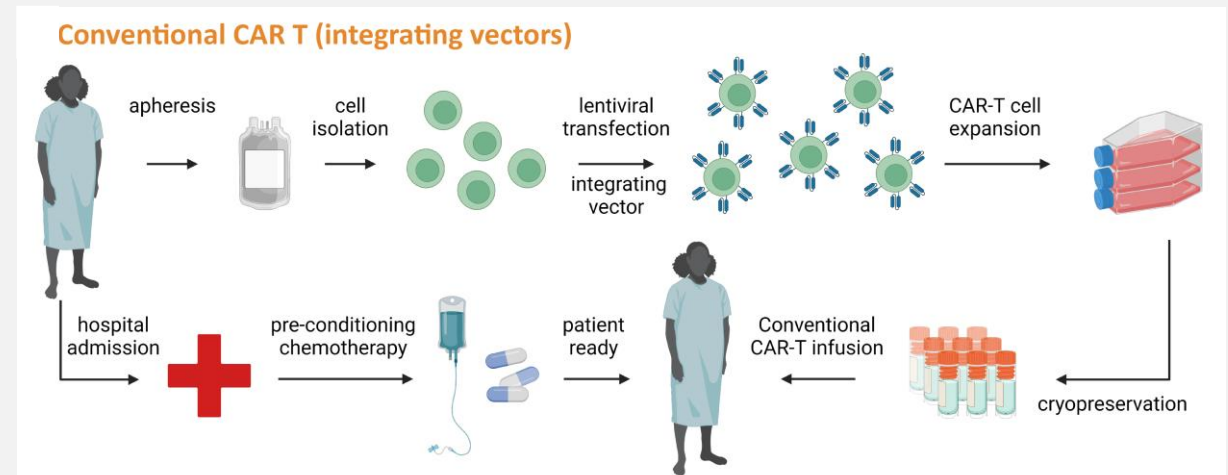 Conventional CAR T (integrating vectors)
apheresis
cell
isolation
lentiviral
transfection
integrating
vector
CAR-T cell
expansion
hospital
admission
pre-conditioning
chemotherapy
patient
ready
Conventional
CAR-T infusion
cryopreservation